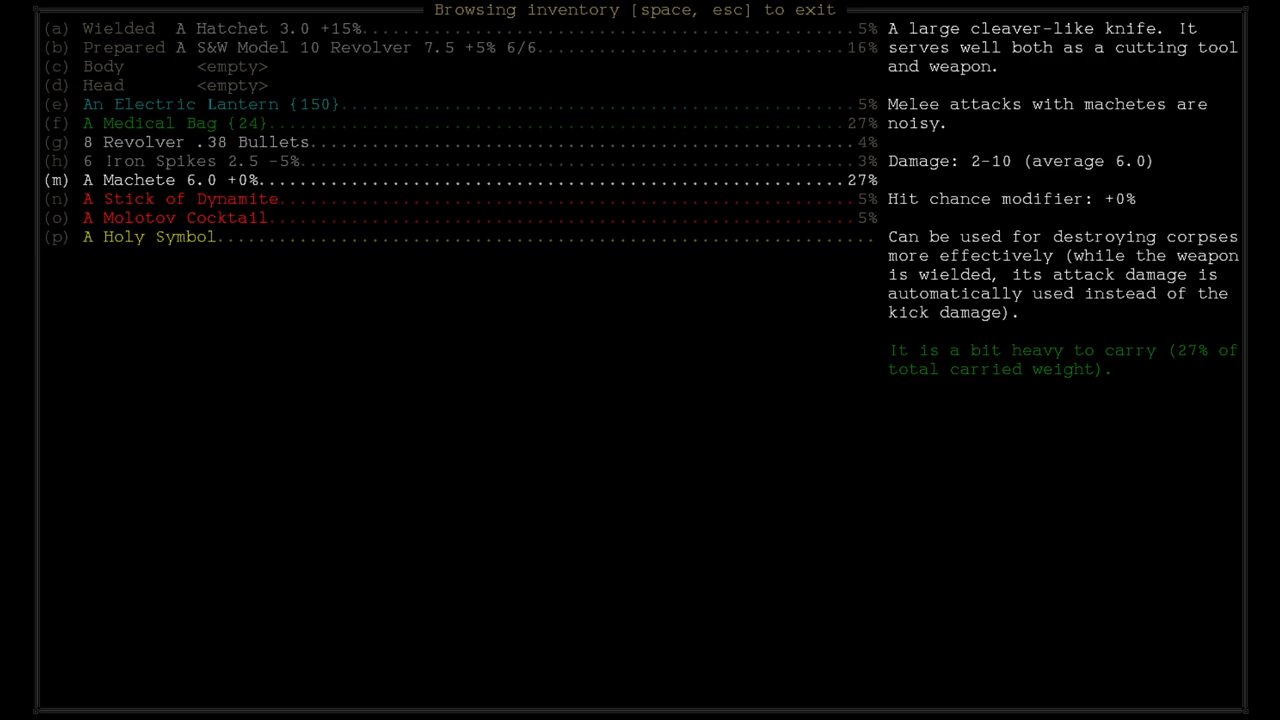 Browsing inventory [space, esc] to exit
(a) Wielded A Hatchet 3.0 +15%................................................5%
(b) Prepared A S&W Model 10 Revolver 7.5 +5% 6/6..............................16%
(c) Body <empty>
(d) Head <empty>
(e) An Electric Lantern {150}..................................................5%
(f) A Medical Bag {24}........................................................27%
(g) 8 Revolver .38 Bullets.....................................................4%
(h) 6 Iron Spikes 2.5 -5%......................................................3%
(m) A Machete 6.0 +0%.........................................................27%
(n) A Stick of Dynamite........................................................5%
(o) A Molotov Cocktail.........................................................5%
(p) A Holy Symbol................................................................
A large cleaver-like knife. It
serves well both as a cutting tool
and weapon.
Melee attacks with machetes are
noisy.
Damage: 2-10 (average 6.0)
Hit chance modifier: +0%
Can be used for destroying corpses
more effectively (while the weapon
is wielded, its attack damage is
automatically used instead of the
kick damage).
It is a bit heavy to carry (27% of
total carried weight).